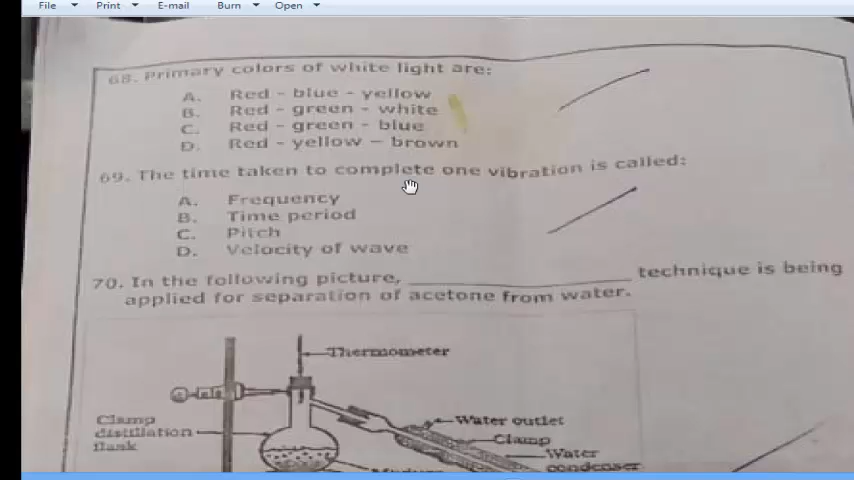 File Print E-mail Burn Open
68. Primary colors of white light are:
A. Red - blue - yellow
B. Red - green - white
C. Red - green - blue
D. Red - yellow – brown
69. The time taken to complete one vibration is called:
A. Frequency
B. Time period
C. Pitch
D. Velocity of wave
70. In the following picture, ____________________ technique is being
applied for separation of acetone from water.
Thermometer
Clamp
distillation
flask
Water outlet
Clamp
Water
condenser